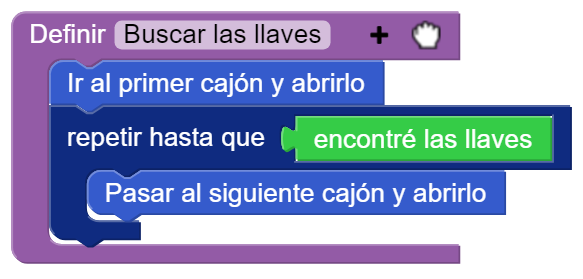 Definir Buscar las llaves +
Ir al primer cajón y abrirlo
repetir hasta que encontré las llaves
Pasar al siguiente cajón y abrirlo